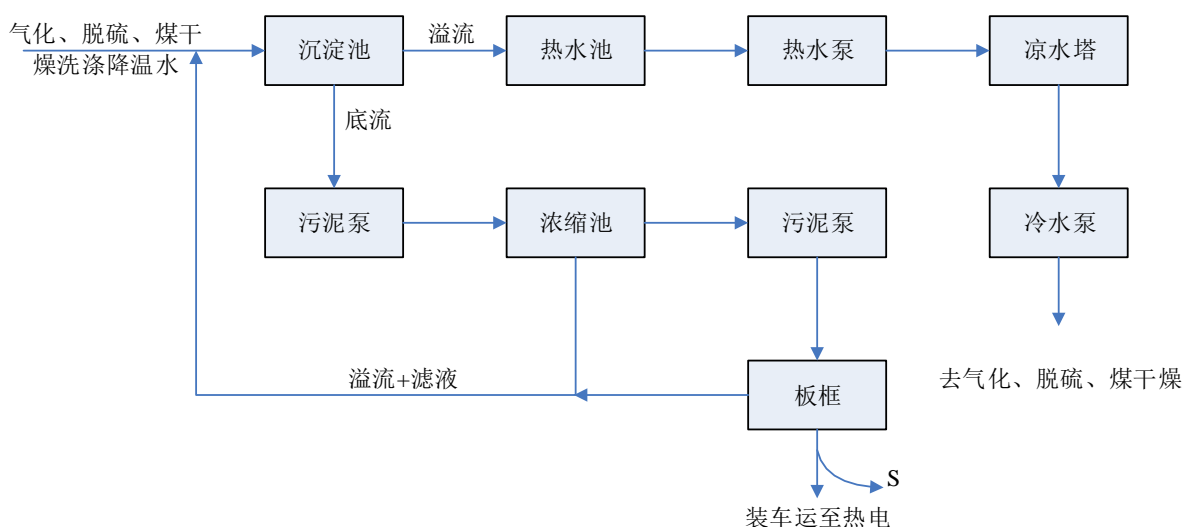 气化、脱硫、煤干
燥洗涤降温水
沉淀池
溢流
热水池
热水泵
凉水塔
底流
污泥泵
浓缩池
污泥泵
冷水泵
溢流+滤液
板框
去气化、脱硫、煤干燥
S
装车运至热电